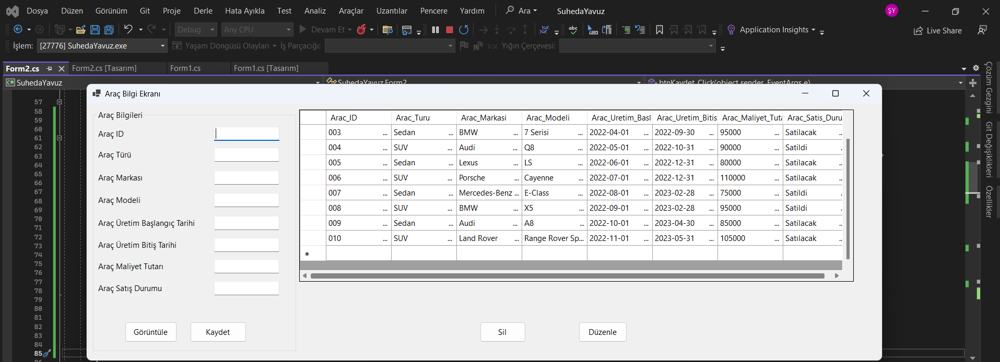 Dosya Düzen Görünüm Git Proje Derle Hata Ayıkla Test Analiz Araçlar Uzantılar Pencere Yardım Ara SuhedaYavuz ŞY
Debug Any CPU Devam Et abc Application Insights Live Share
İşlem: [27776] SuhedaYavuz.exe Yaşam Döngüsü Olayları İş Parçacığı: Yığın Çerçevesi:
Form2.cs Form2.cs [Tasarım] Form1.cs Form1.cs [Tasarım]
C# SuhedaYavuz SuhedaYavuz.Form2 btnKaydet_Click(object sender, EventArgs e)
Çözüm Gezgini
Git Değişiklikleri
Özellikler
57
58
59
60
61
62
63
64
65
66
67
68
69
70
71
72
73
74
75
76
77
78
79
80
81
82
83
84
85
86
Araç Bilgi Ekranı
Araç Bilgileri
Araç ID
Araç Türü
Araç Markası
Araç Modeli
Araç Üretim Başlangıç Tarihi
Araç Üretim Bitiş Tarihi
Araç Maliyet Tutarı
Araç Satış Durumu
Görüntüle Kaydet
Arac_ID Arac_Turu Arac_Markasi Arac_Modeli Arac_Uretim_Basl Arac_Uretim_Bitis Arac_Maliyet_Tuta Arac_Satis_Duru
003 ... Sedan ... BMW ... 7 Serisi ... 2022-04-01 ... 2022-09-30 ... 95000 ... Satilacak ..
004 ... SUV ... Audi ... Q8 ... 2022-05-01 ... 2022-10-31 ... 90000 ... Satildi .
005 ... Sedan ... Lexus ... LS ... 2022-06-01 ... 2022-12-31 ... 80000 ... Satilacak ..
006 ... SUV ... Porsche ... Cayenne ... 2022-07-01 ... 2022-12-31 ... 110000 ... Satılacak ..
007 ... Sedan ... Mercedes-Benz ... E-Class ... 2022-08-01 ... 2023-02-28 ... 75000 ... Satildi .
008 ... SUV ... BMW ... X5 ... 2022-09-01 ... 2023-02-28 ... 95000 ... Satildi .
009 ... Sedan ... Audi ... A8 ... 2022-10-01 ... 2023-04-30 ... 85000 ... Satilacak ..
010 ... SUV ... Land Rover ... Range Rover Sp... 2022-11-01 ... 2023-05-31 ... 105000 ... Satılacak ..
Sil Düzenle